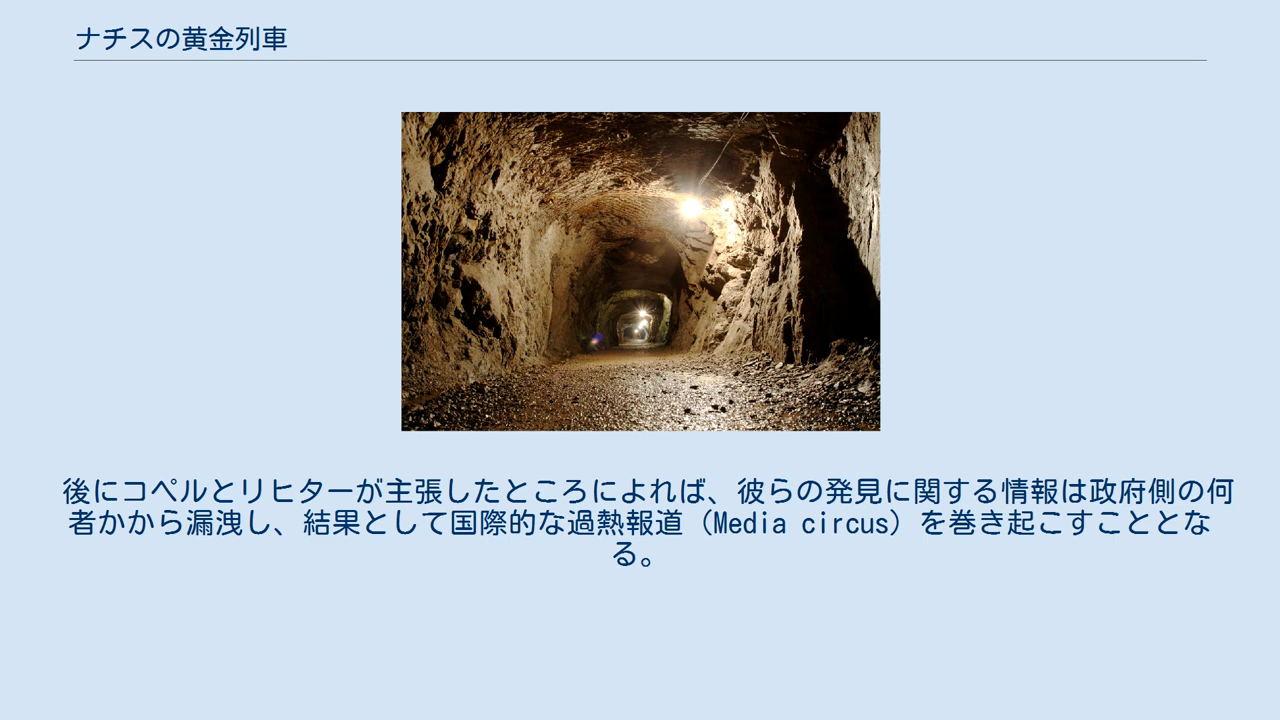 ナチスの黄金列車
後にコペルとリヒターが主張したところによれば、彼らの発見に関する情報は政府側の何
者かから漏洩し、結果として国際的な過熱報道（Media circus）を巻き起こすこととな
る。